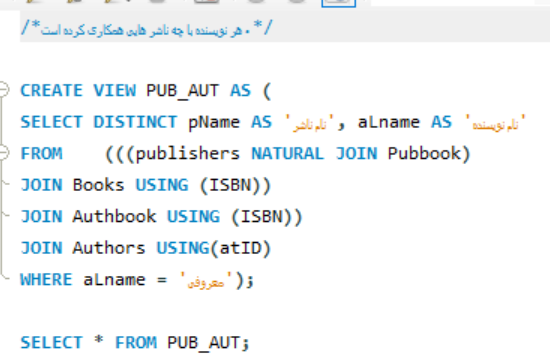 /*هر نویسنده با چه ناشر هایی همکاری کرده است.*/
CREATE VIEW PUB_AUT AS (
SELECT DISTINCT pName AS 'نام ناشر', aLname AS 'نام نویسنده'
FROM (((publishers NATURAL JOIN Pubbook)
JOIN Books USING (ISBN))
JOIN Authbook USING (ISBN))
JOIN Authors USING(atID)
WHERE aLname = 'معروفی');
SELECT * FROM PUB_AUT;